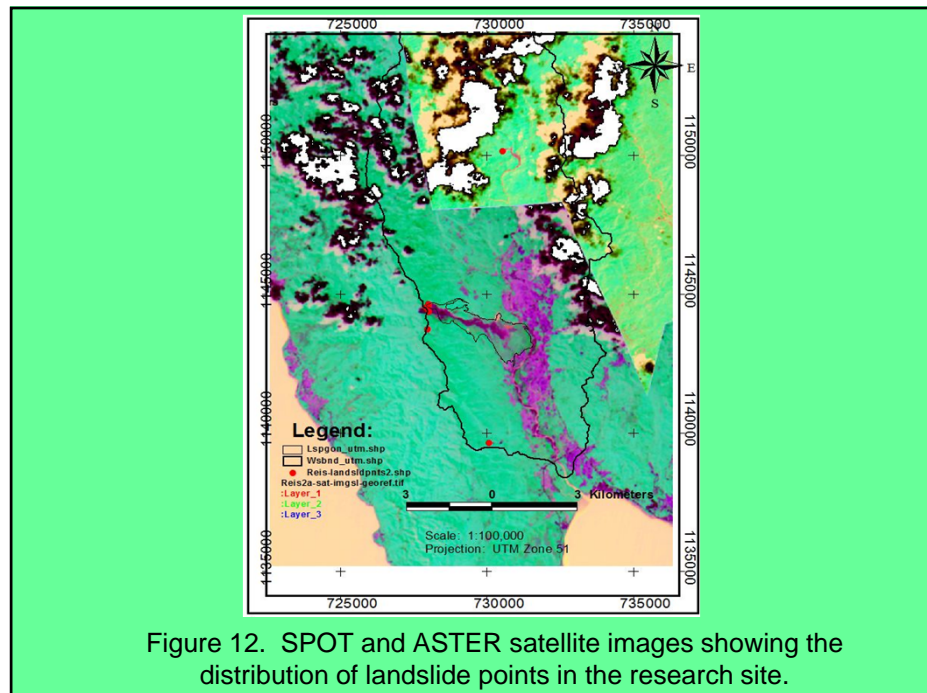 725000 730000 735000
E
S
1150000 1150000
1145000 1145000
1140000 1140000
Legend:
Lspgon_utm.shp
Wsbnd_utm.shp
Reis-landsldpnts2.shp
Reis2a-sat-imgsl-georef.tif
:Layer_1
:Layer_2
:Layer_3
3 0 3 Kilometers
Scale: 1:100,000
Projection: UTM Zone 51
1135000 1135000
725000 730000 735000
Figure 12. SPOT and ASTER satellite images showing the
distribution of landslide points in the research site.